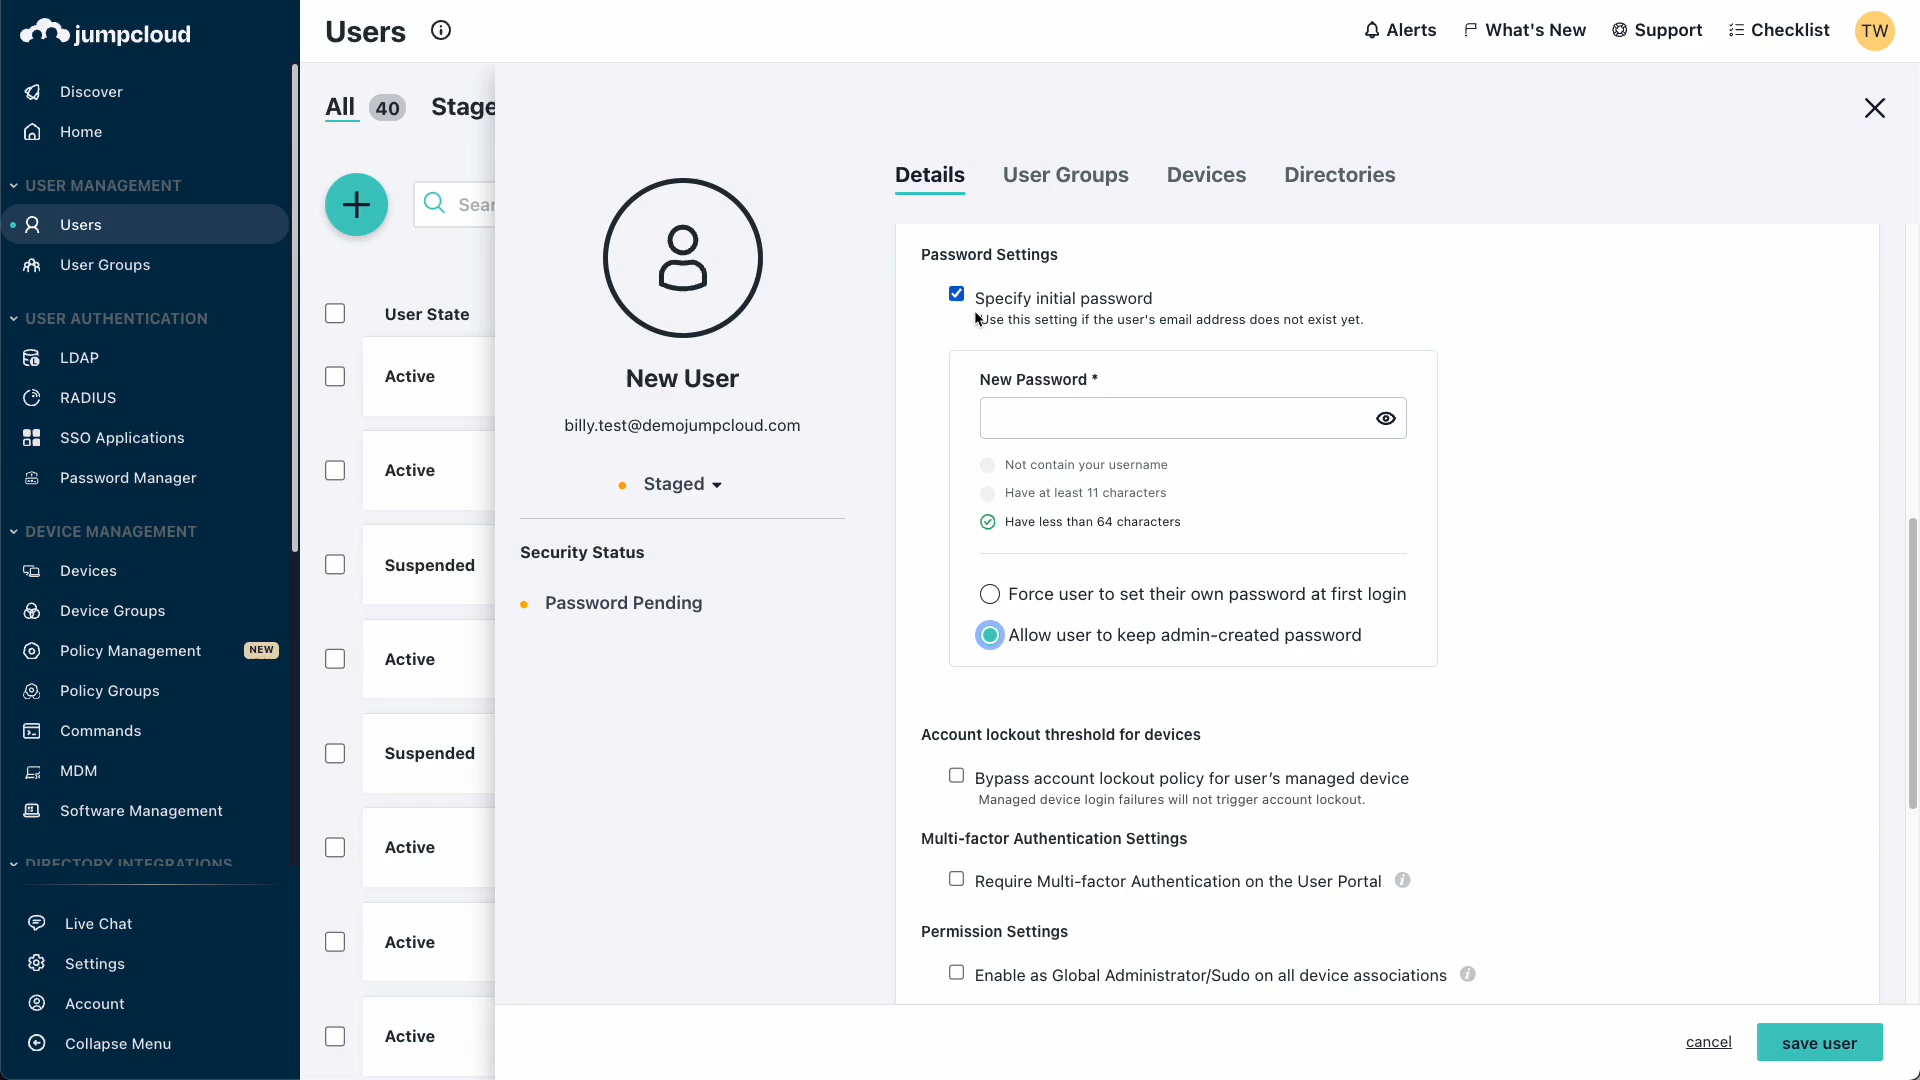 jumpcloud
Discover
Home
USER MANAGEMENT
Users
User Groups
USER AUTHENTICATION
LDAP
RADIUS
SSO Applications
Password Manager
DEVICE MANAGEMENT
Devices
Device Groups
Policy Management NEW
Policy Groups
Commands
MDM
Software Management
DIRECTORY INTEGRATIONS
Live Chat
Settings
Account
Collapse Menu
Users
Alerts
What's New
Support
Checklist
TW
All 40 Stage
Sear
User State
Active
Active
Suspended
Active
Suspended
Active
Active
Active
New User
billy.test@demojumpcloud.com
Staged
Security Status
Password Pending
Details User Groups Devices Directories
Password Settings
Specify initial password
Use this setting if the user's email address does not exist yet.
New Password *
Not contain your username
Have at least 11 characters
Have less than 64 characters
Force user to set their own password at first login
Allow user to keep admin-created password
Account lockout threshold for devices
Bypass account lockout policy for user’s managed device
Managed device login failures will not trigger account lockout.
Multi-factor Authentication Settings
Require Multi-factor Authentication on the User Portal
Permission Settings
Enable as Global Administrator/Sudo on all device associations
cancel
save user